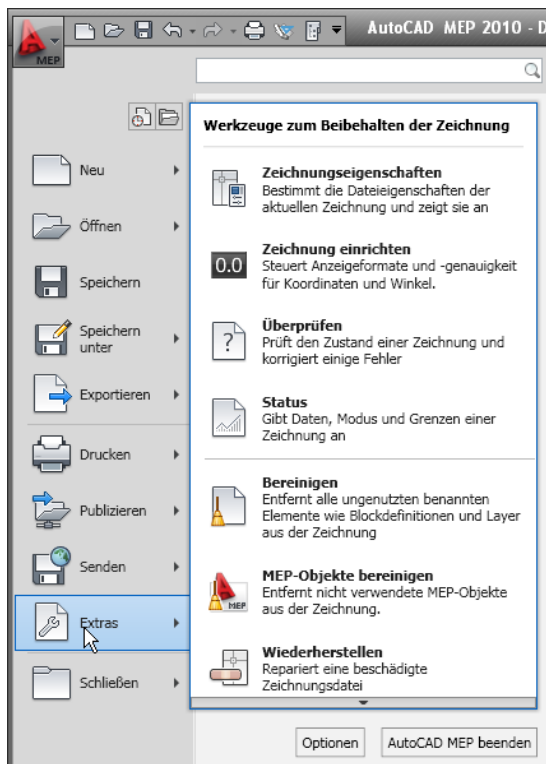 AutoCAD MEP 2010 - D
MEP
Werkzeuge zum Beibehalten der Zeichnung
Neu
Öffnen
Speichern
Speichern
unter
Exportieren
Drucken
Publizieren
Senden
Extras
Schließen
Zeichnungseigenschaften
Bestimmt die Dateieigenschaften der
aktuellen Zeichnung und zeigt sie an
0.0
Zeichnung einrichten
Steuert Anzeigeformate und -genauigkeit
für Koordinaten und Winkel.
Überprüfen
Prüft den Zustand einer Zeichnung und
korrigiert einige Fehler
Status
Gibt Daten, Modus und Grenzen einer
Zeichnung an
Bereinigen
Entfernt alle ungenutzten benannten
Elemente wie Blockdefinitionen und Layer
aus der Zeichnung
MEP
MEP-Objekte bereinigen
Entfernt nicht verwendete MEP-Objekte
aus der Zeichnung.
Wiederherstellen
Repariert eine beschädigte
Zeichnungsdatei
Optionen
AutoCAD MEP beenden